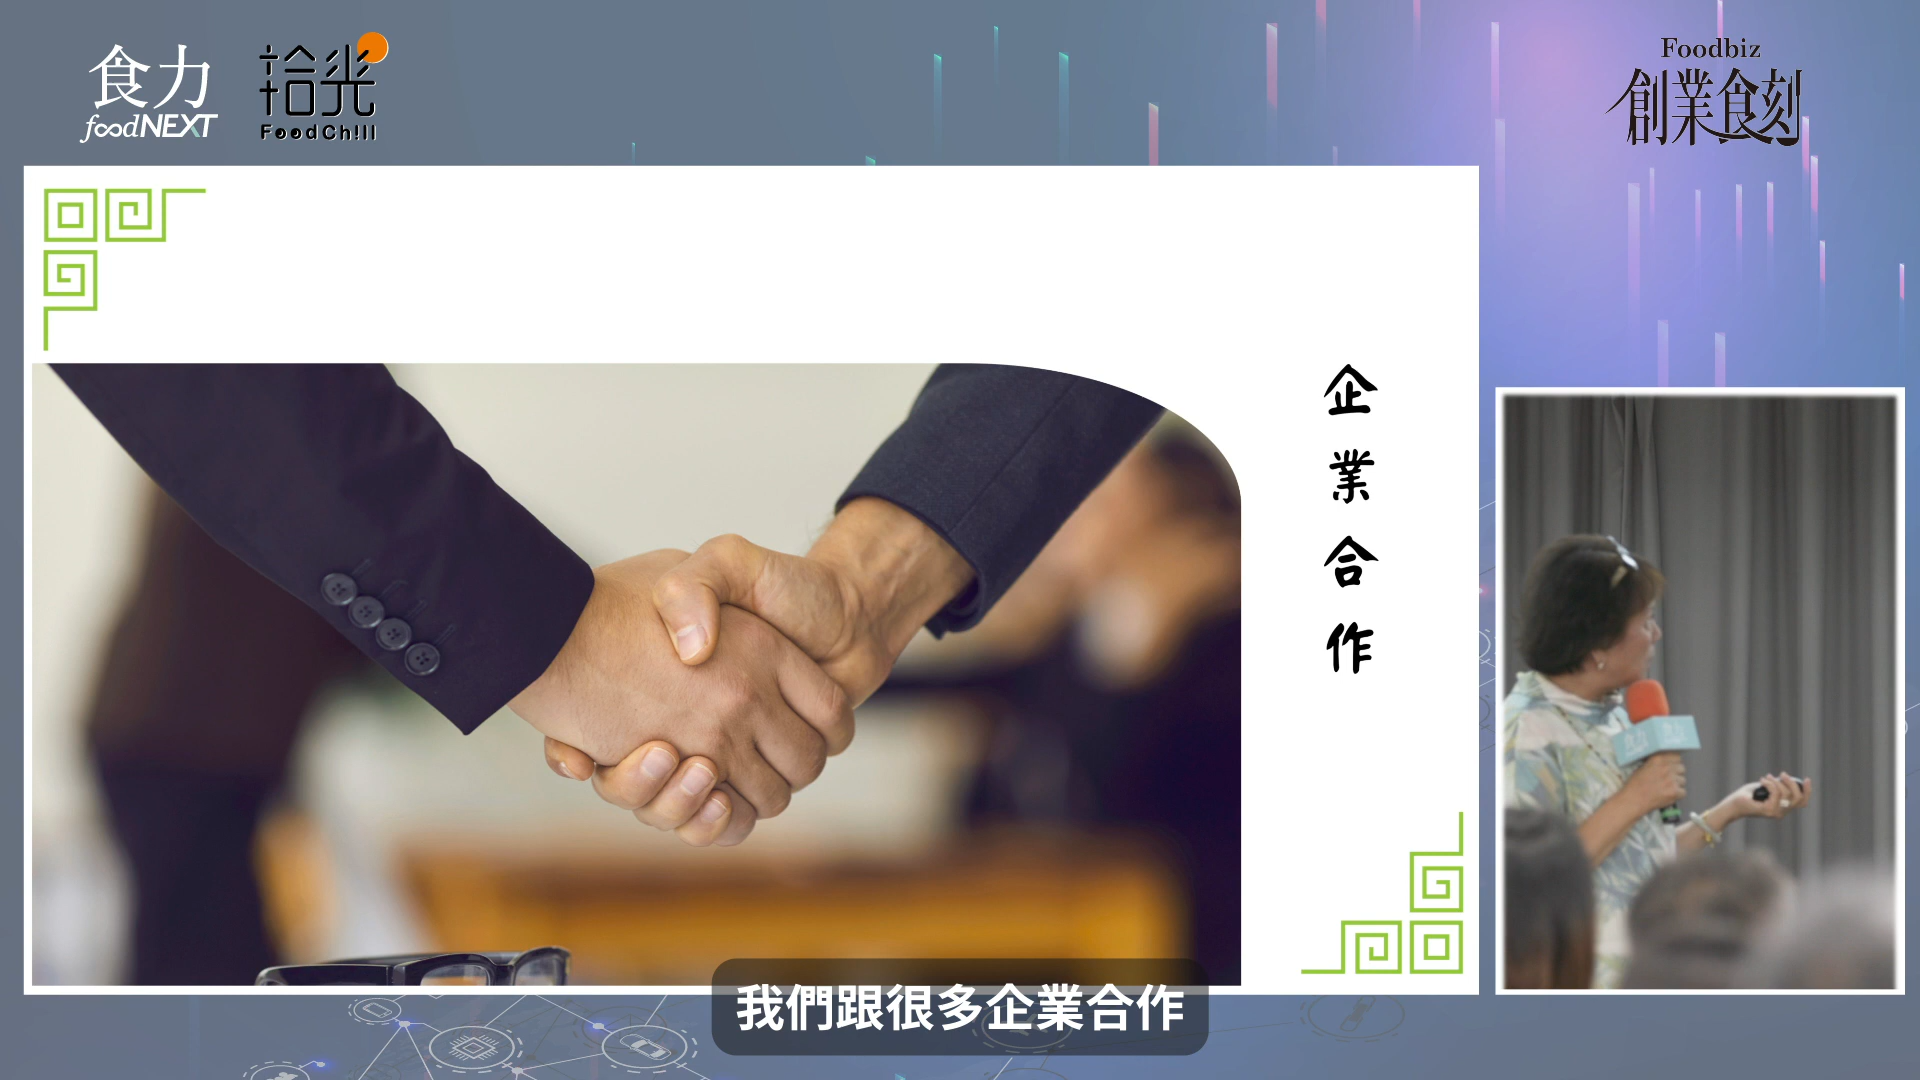 食力
foodNEXT
拾光
FoodCh!ll
Foodbiz
創業食刻
企業合作
我們跟很多企業合作